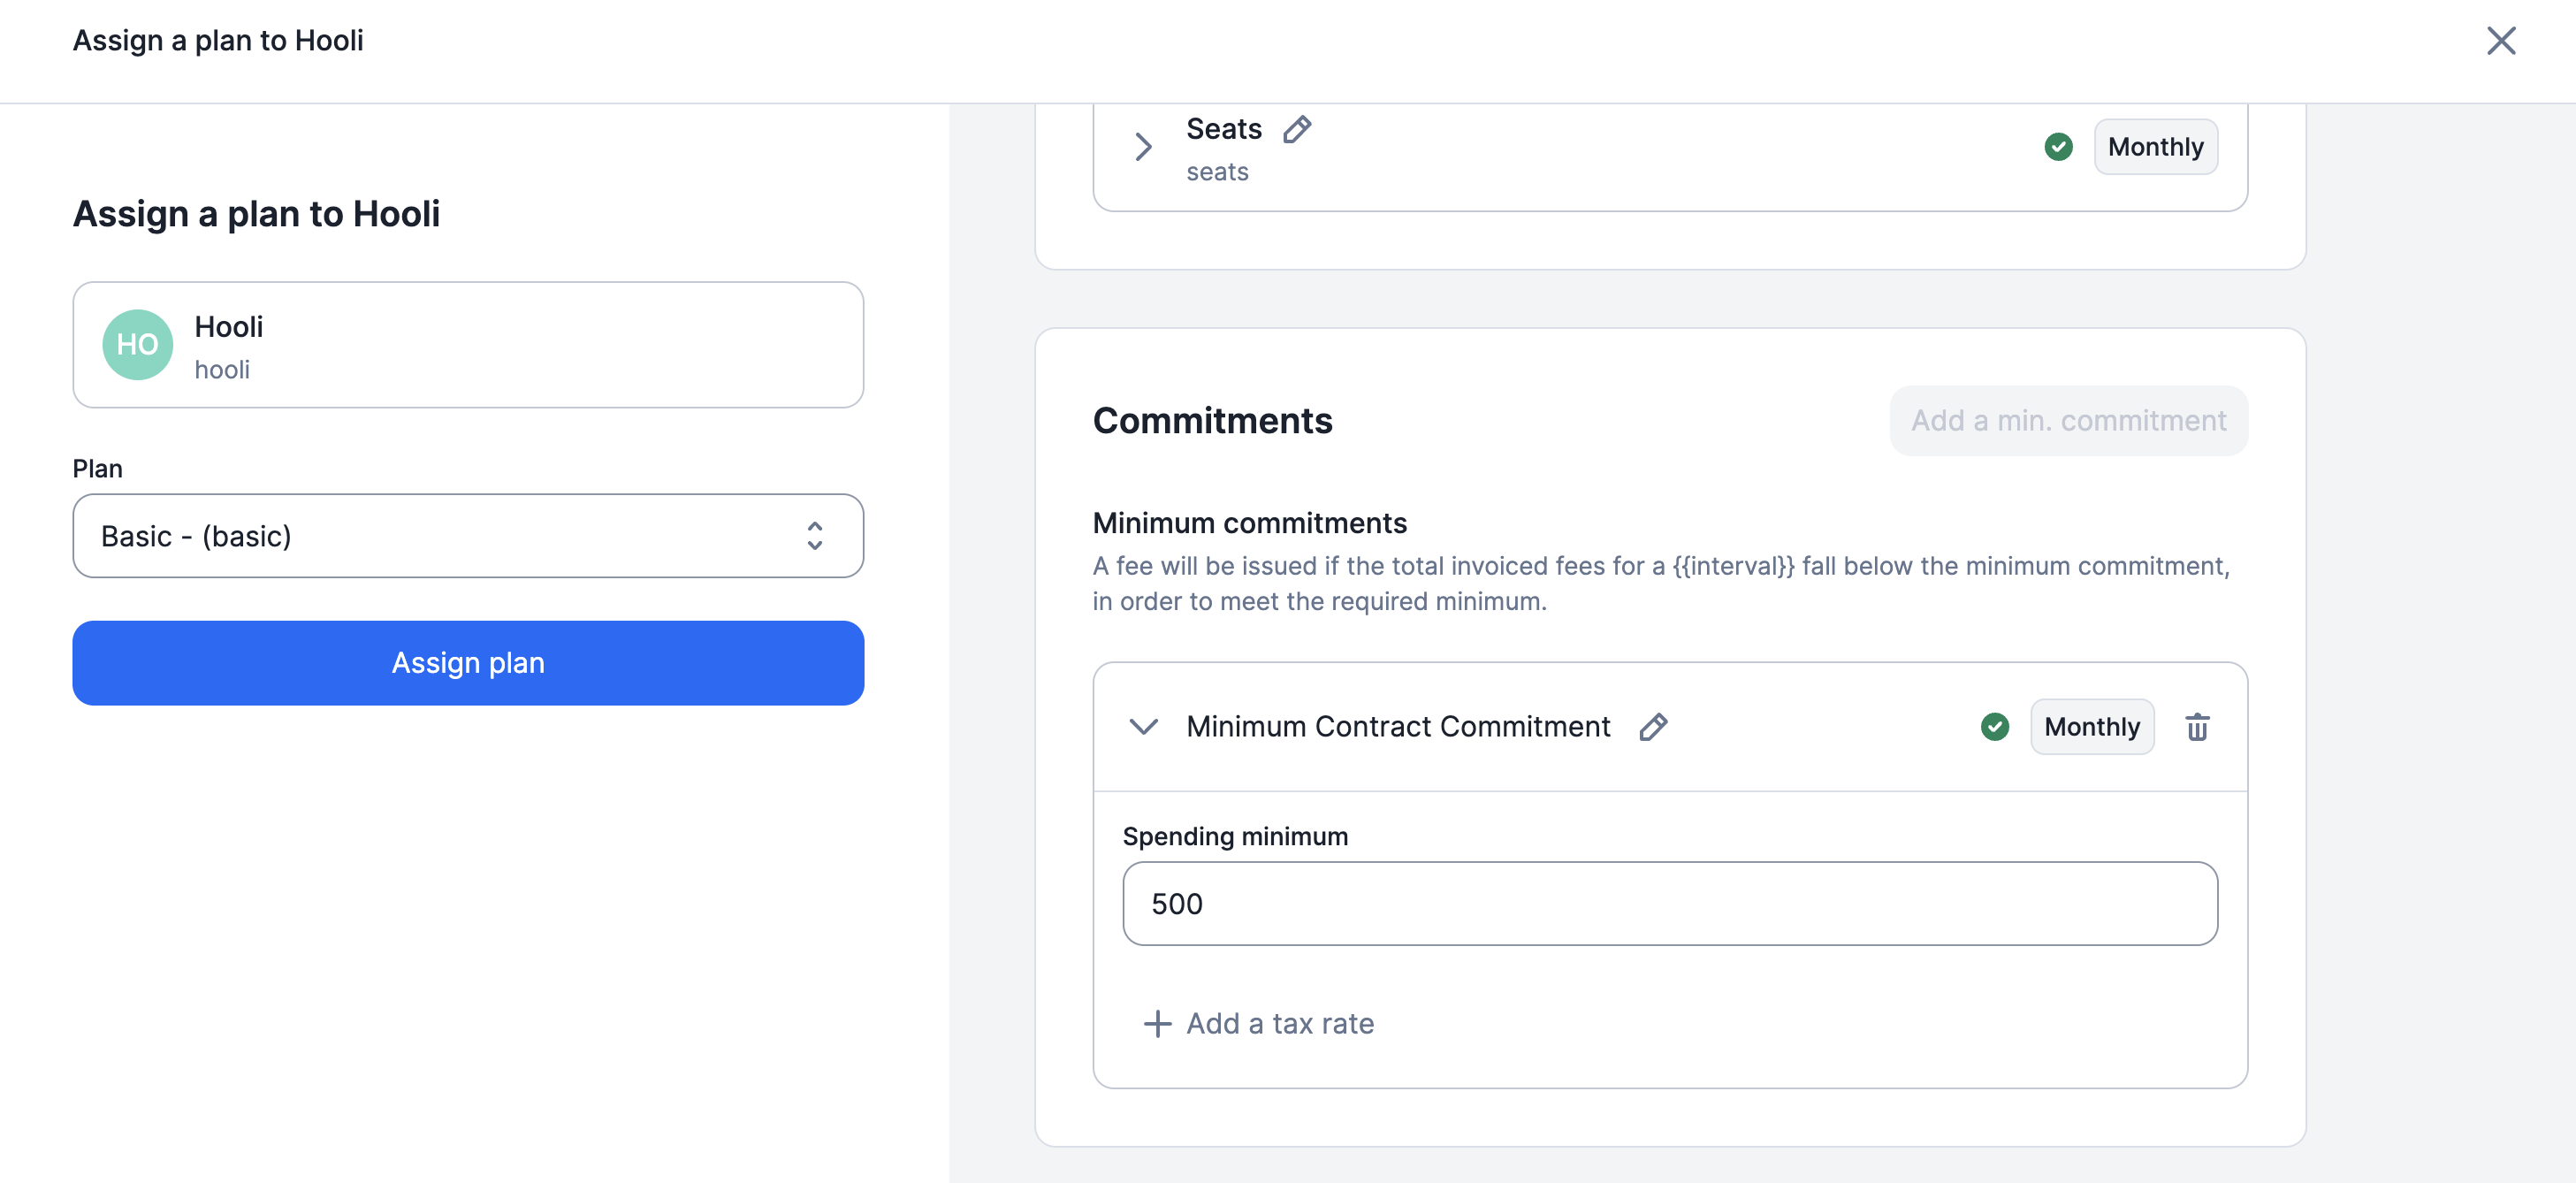 Assign a plan to Hooli
Assign a plan to Hooli
HO
Hooli
hooli
Plan
Basic - (basic)
Assign plan
Seats
seats
Monthly
Commitments
Add a min. commitment
Minimum commitments
A fee will be issued if the total invoiced fees for a {{interval}} fall below the minimum commitment,
in order to meet the required minimum.
Minimum Contract Commitment
Monthly
Spending minimum
500
Add a tax rate